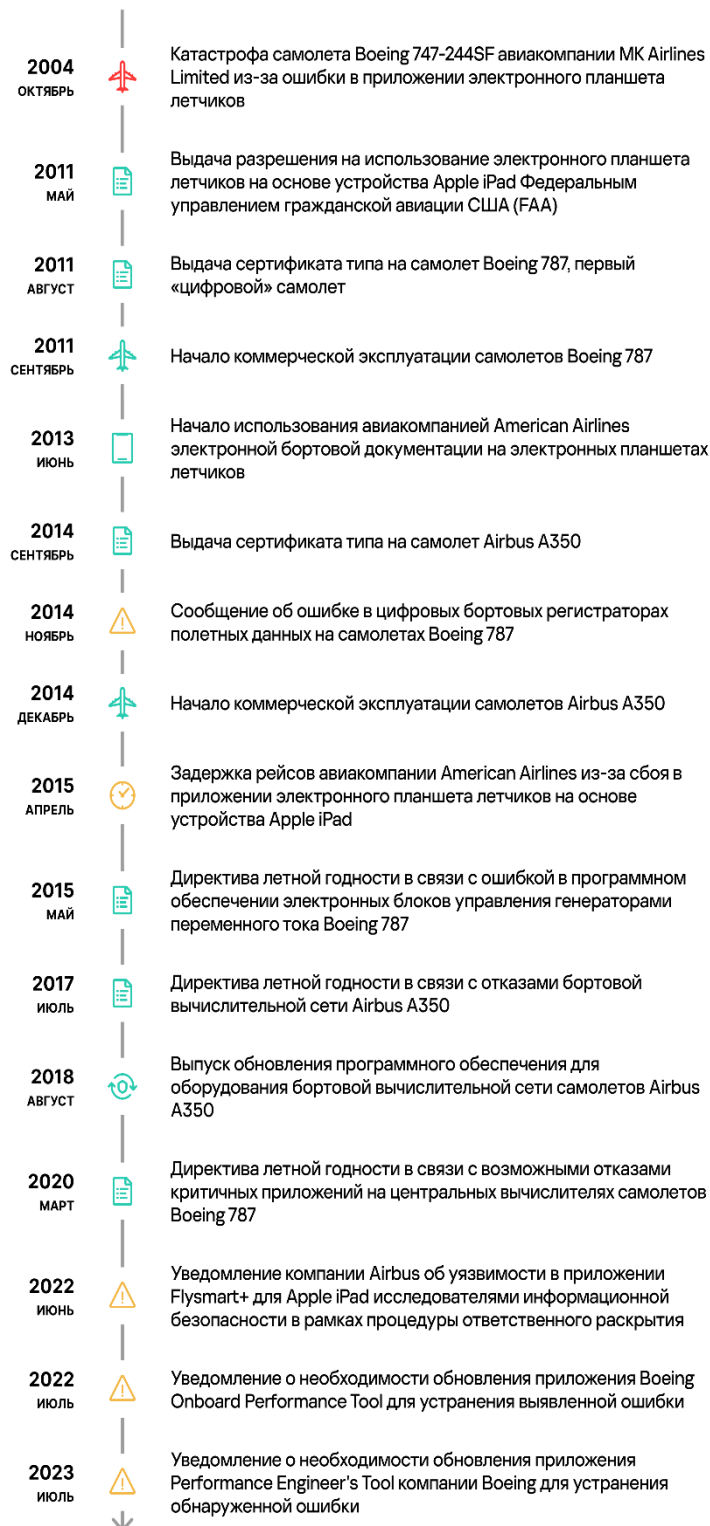 2004
ОКТЯБРЬ
Катастрофа самолета Boeing 747-244SF авиакомпании MK Airlines
Limited из-за ошибки в приложении электронного планшета
летчиков
2011
МАЙ
Выдача разрешения на использование электронного планшета
летчиков на основе устройства Apple iPad Федеральным
управлением гражданской авиации США (FAA)
2011
АВГУСТ
Выдача сертификата типа на самолет Boeing 787, первый
«цифровой» самолет
2011
СЕНТЯБРЬ
Начало коммерческой эксплуатации самолетов Boeing 787
2013
ИЮНЬ
Начало использования авиакомпанией American Airlines
электронной бортовой документации на электронных планшетах
летчиков
2014
СЕНТЯБРЬ
Выдача сертификата типа на самолет Airbus A350
2014
НОЯБРЬ
Сообщение об ошибке в цифровых бортовых регистраторах
полетных данных на самолетах Boeing 787
2014
ДЕКАБРЬ
Начало коммерческой эксплуатации самолетов Airbus A350
2015
АПРЕЛЬ
Задержка рейсов авиакомпании American Airlines из-за сбоя в
приложении электронного планшета летчиков на основе
устройства Apple iPad
2015
МАЙ
Директива летной годности в связи с ошибкой в программном
обеспечении электронных блоков управления генераторами
переменного тока Boeing 787
2017
ИЮЛЬ
Директива летной годности в связи с отказами бортовой
вычислительной сети Airbus A350
2018
АВГУСТ
Выпуск обновления программного обеспечения для
оборудования бортовой вычислительной сети самолетов Airbus
A350
2020
МАРТ
Директива летной годности в связи с возможными отказами
критичных приложений на центральных вычислителях самолетов
Boeing 787
2022
ИЮНЬ
Уведомление компании Airbus об уязвимости в приложении
Flysmart+ для Apple iPad исследователями информационной
безопасности в рамках процедуры ответственного раскрытия
2022
ИЮЛЬ
Уведомление о необходимости обновления приложения Boeing
Onboard Performance Tool для устранения выявленной ошибки
2023
ИЮЛЬ
Уведомление о необходимости обновления приложения
Performance Engineer's Tool компании Boeing для устранения
обнаруженной ошибки